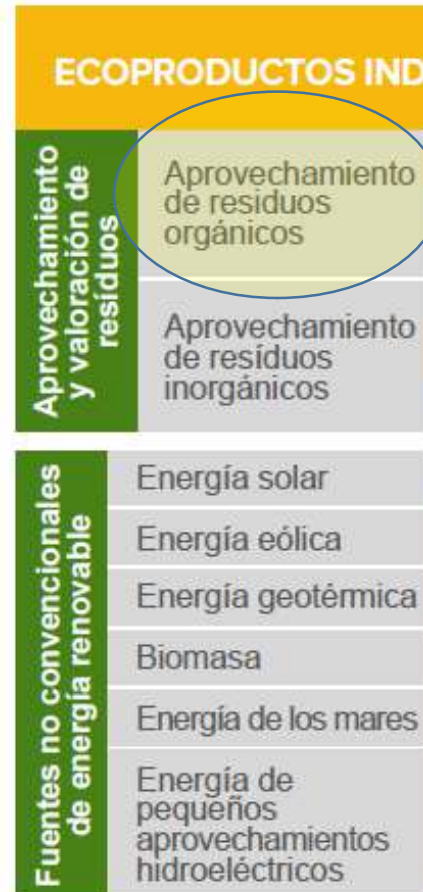 ECOPRODUCTOS IND
Aprovechamiento
y valoración de
resíduos
Aprovechamiento
de residuos
orgánicos
Aprovechamiento
de resíduos
inorgánicos
Fuentes no convencionales
de energía renovable
Energía solar
Energía eólica
Energía geotérmica
Biomasa
Energía de los mares
Energía de
pequeños
aprovechamientos
hidroeléctricos